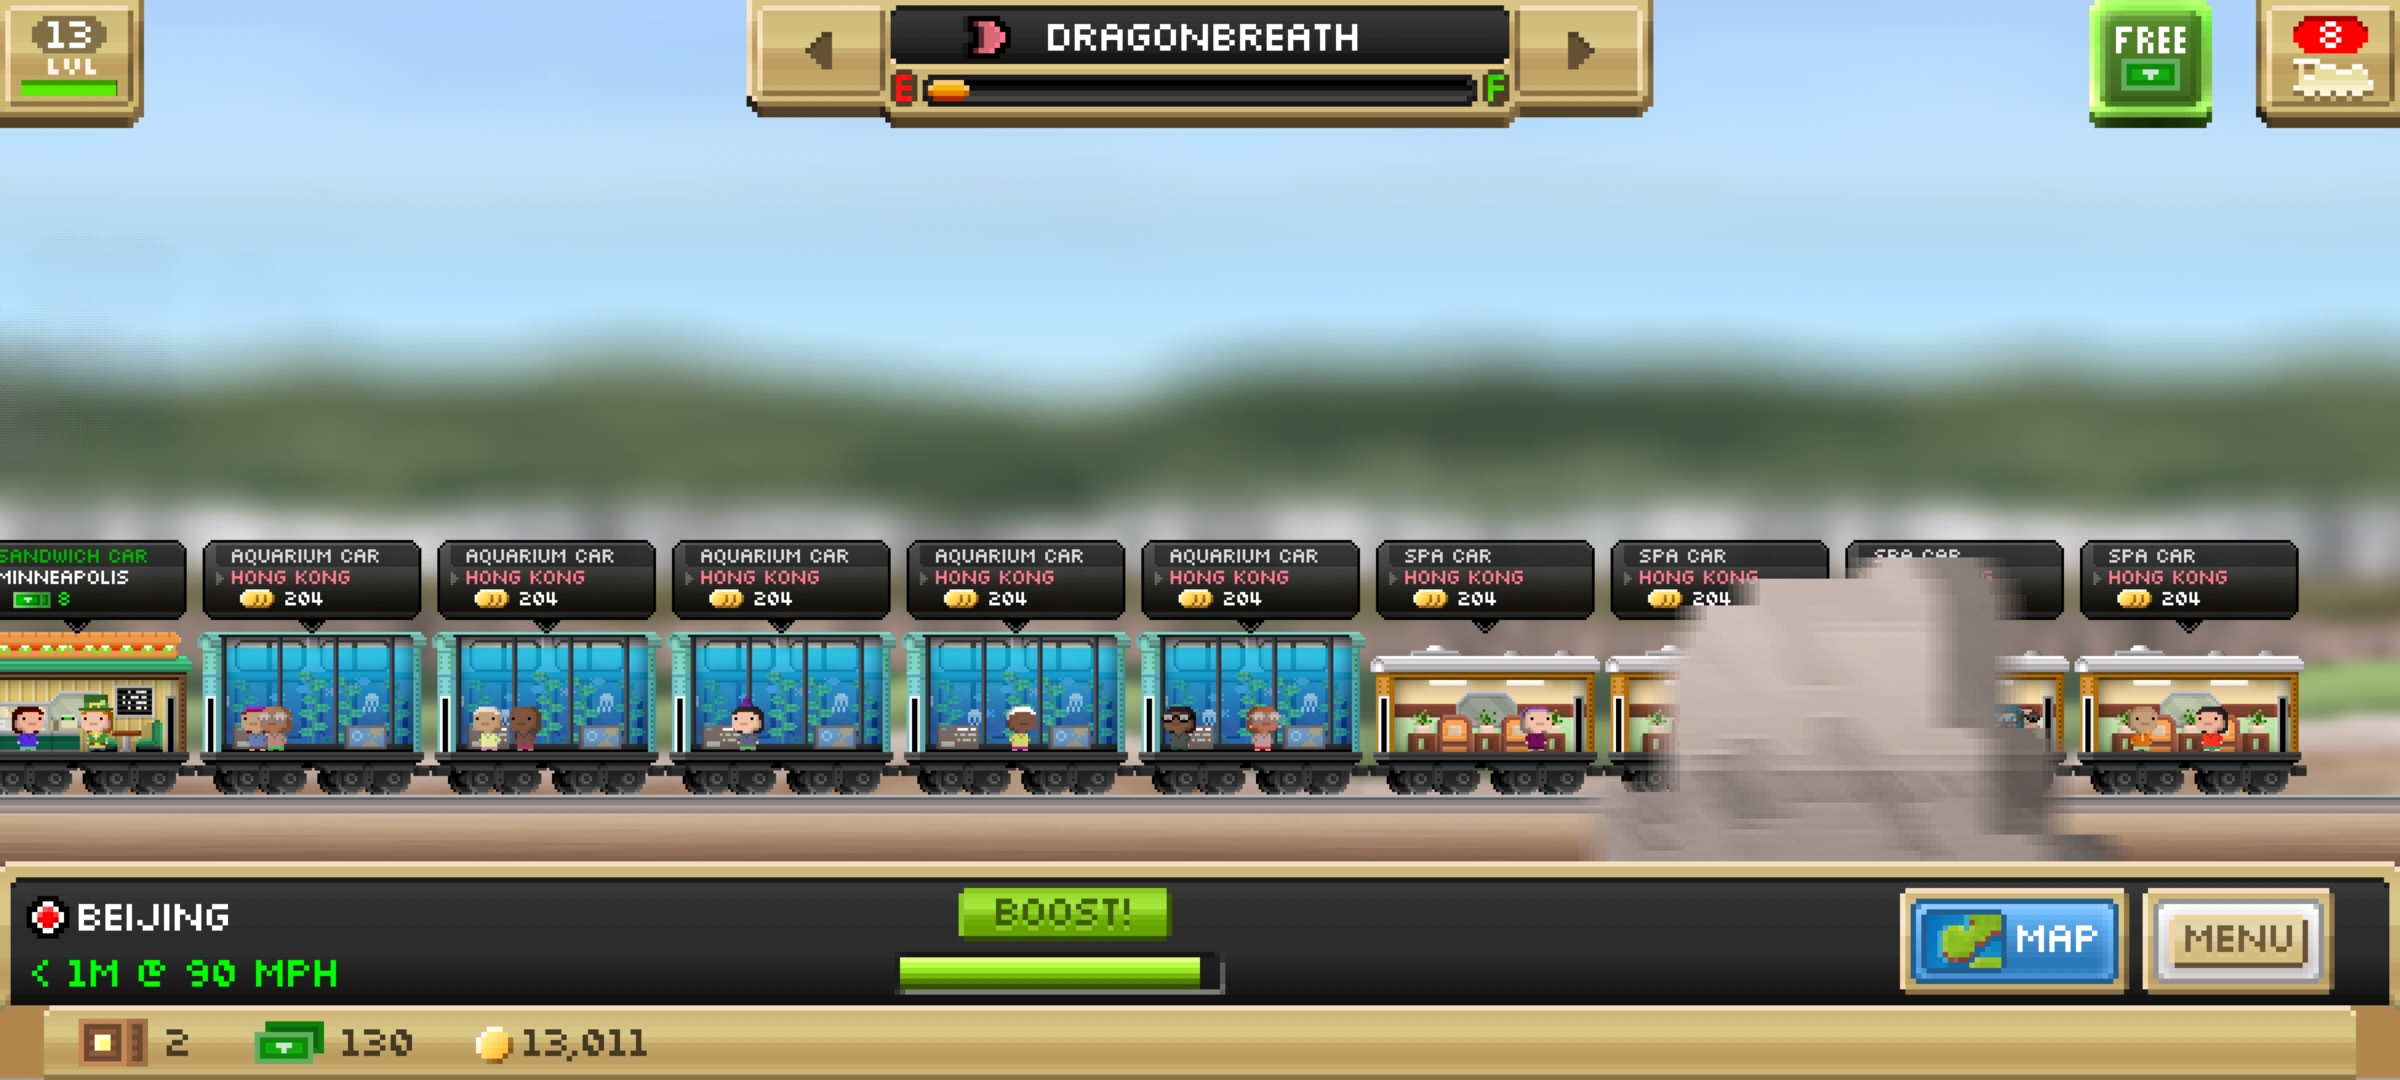 13
LVL
DRAGONBREATH
E
F
FREE
8
SANDWICH CAR
MINNEAPOLIS
8
AQUARIUM CAR
HONG KONG
204
AQUARIUM CAR
HONG KONG
204
AQUARIUM CAR
HONG KONG
204
AQUARIUM CAR
HONG KONG
204
AQUARIUM CAR
HONG KONG
204
SPA CAR
HONG KONG
204
SPA CAR
HONG KONG
204
SPA CAR
SPA CAR
HONG KONG
204
BEIJING
< 1M @ 90 MPH
BOOST!
MAP
MENU
2
130
13,011